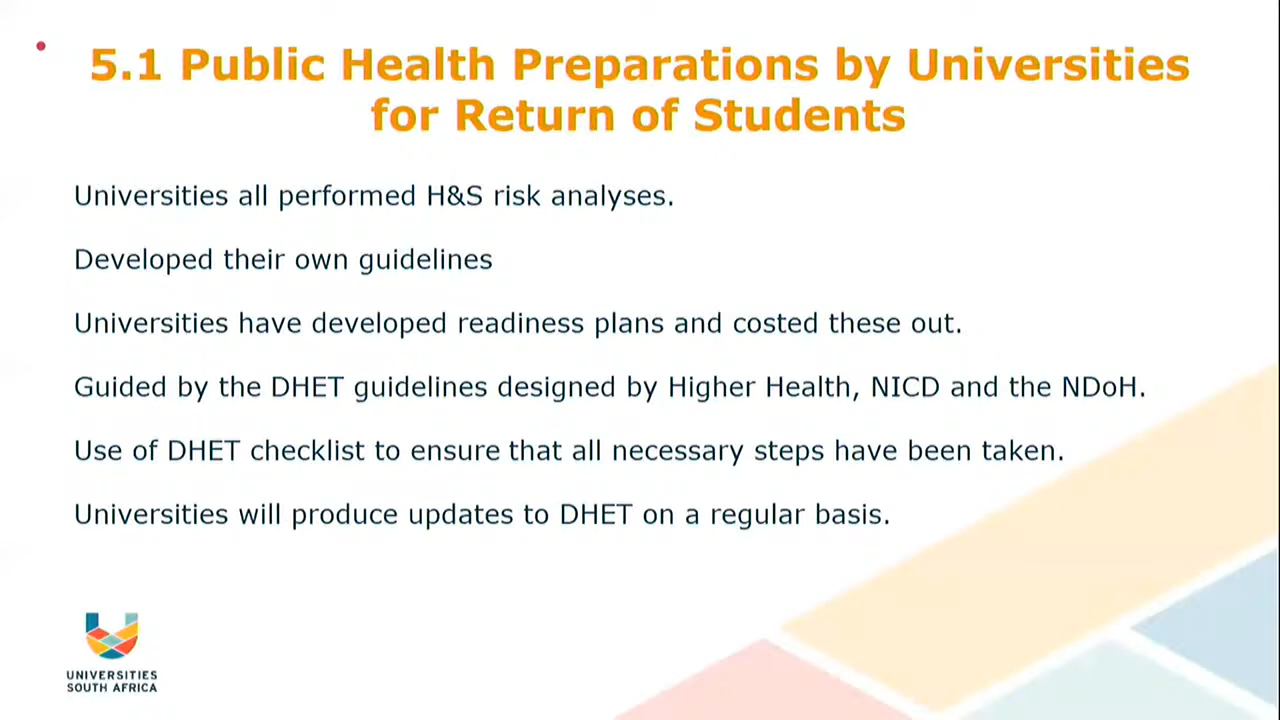 5.1 Public Health Preparations by Universities
for Return of Students
Universities all performed H&S risk analyses.
Developed their own guidelines
Universities have developed readiness plans and costed these out.
Guided by the DHET guidelines designed by Higher Health, NICD and the NDoH.
Use of DHET checklist to ensure that all necessary steps have been taken.
Universities will produce updates to DHET on a regular basis.
UNIVERSITIES
SOUTH AFRICA